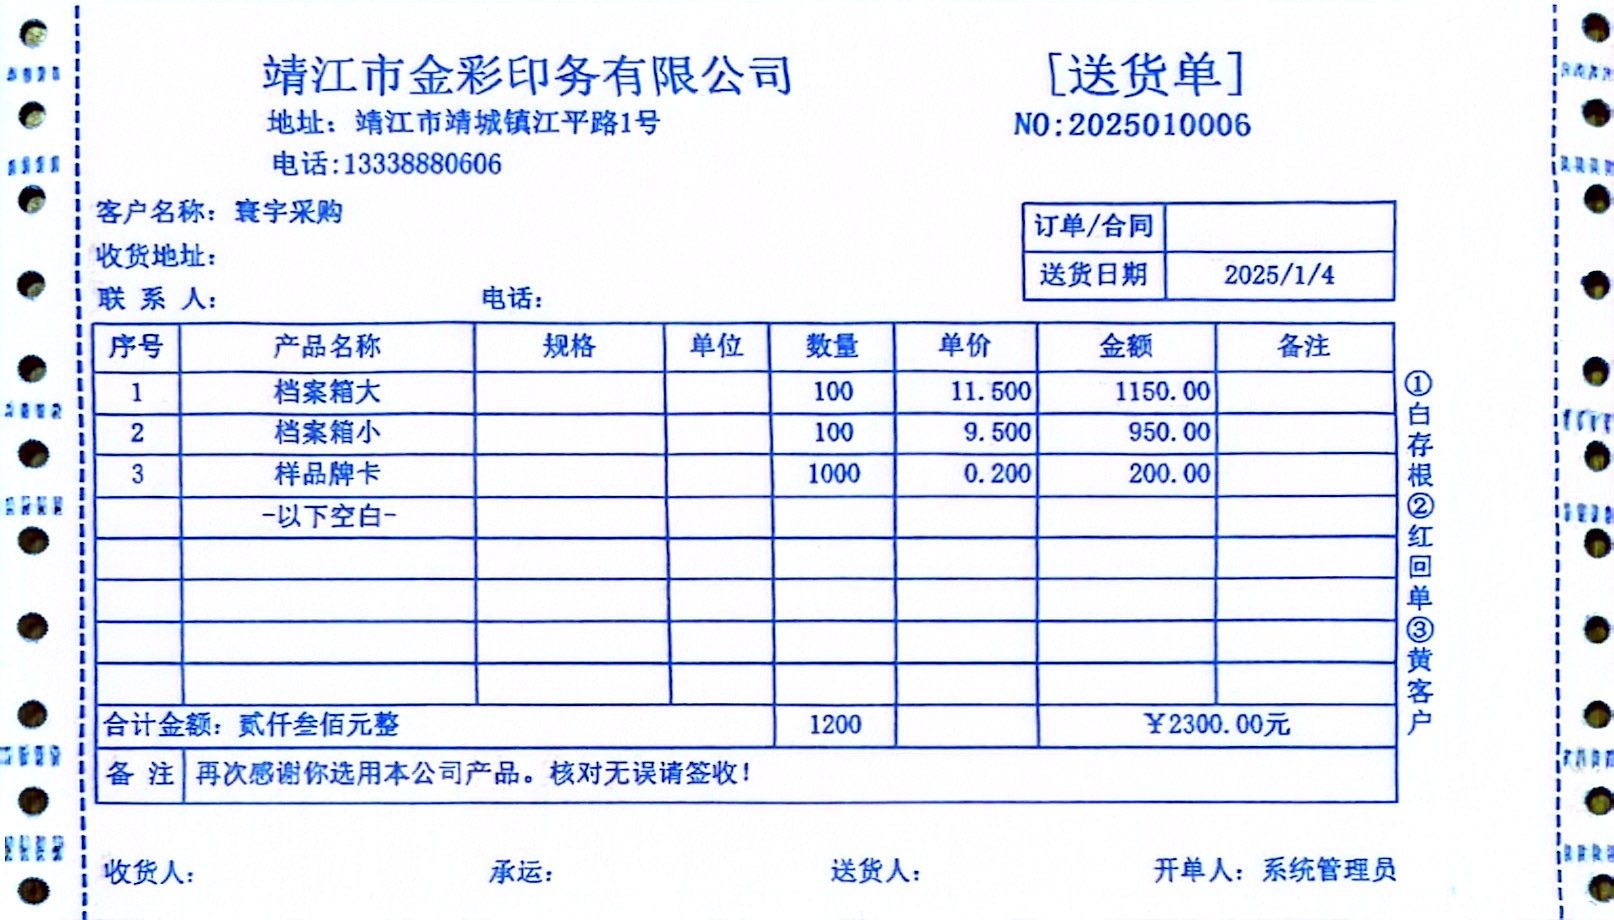 靖江市金彩印务有限公司 [送货单]
地址：靖江市靖城镇江平路1号 NO:2025010006
电话:13338880606
客户名称：寰宇采购
收货地址：
联 系 人： 电话：
订单/合同
送货日期 2025/1/4
序号 产品名称 规格 单位 数量 单价 金额 备注
1 档案箱大 100 11.500 1150.00
2 档案箱小 100 9.500 950.00
3 样品牌卡 1000 0.200 200.00
-以下空白-
合计金额：贰仟叁佰元整 1200 ￥2300.00元
备 注 再次感谢你选用本公司产品。核对无误请签收！
①白存根②红回单③黄客户
收货人： 承运： 送货人： 开单人：系统管理员